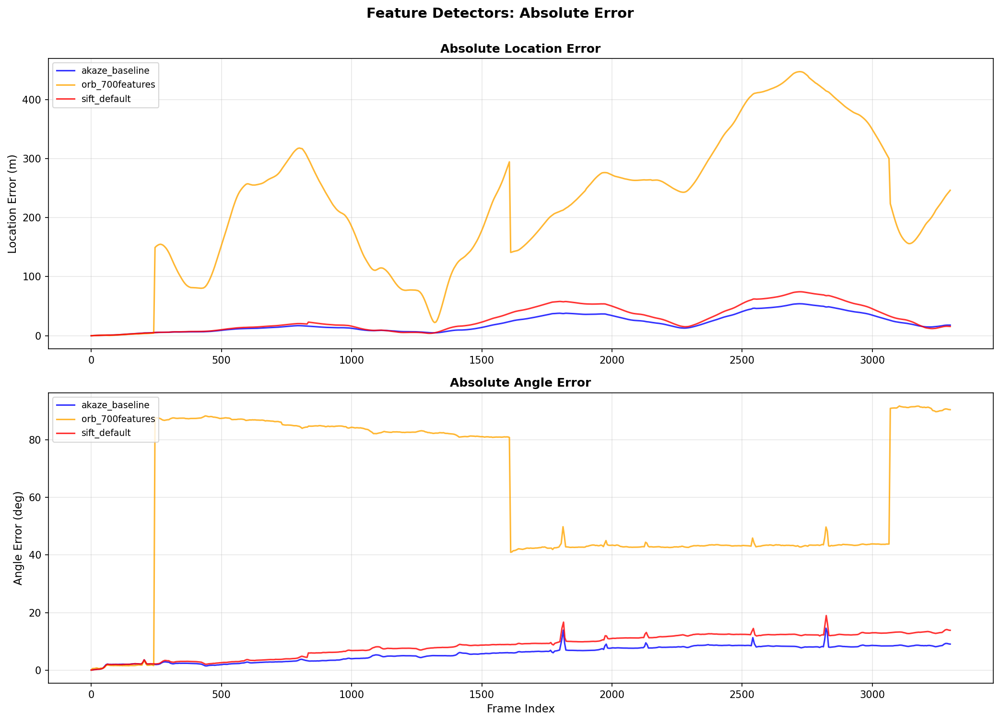 Feature Detectors: Absolute Error
Absolute Location Error
akaze_baseline
orb_700features
sift_default
Location Error (m)
400
300
200
100
0
0 500 1000 1500 2000 2500 3000
Absolute Angle Error
akaze_baseline
orb_700features
sift_default
Angle Error (deg)
80
60
40
20
0
0 500 1000 1500 2000 2500 3000
Frame Index